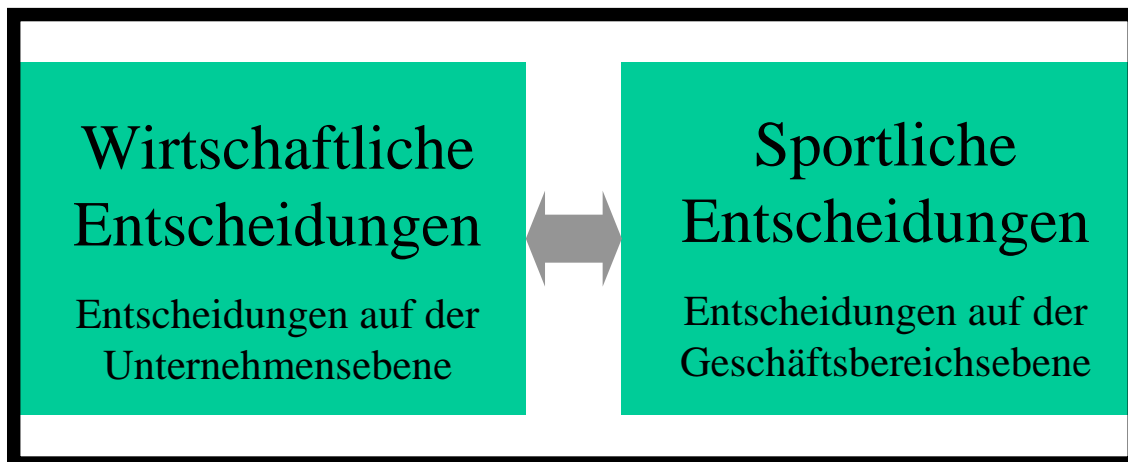 Wirtschaftliche
Entscheidungen
Entscheidungen auf der
Unternehmensebene
Sportliche
Entscheidungen
Entscheidungen auf der
Geschäftsbereichsebene